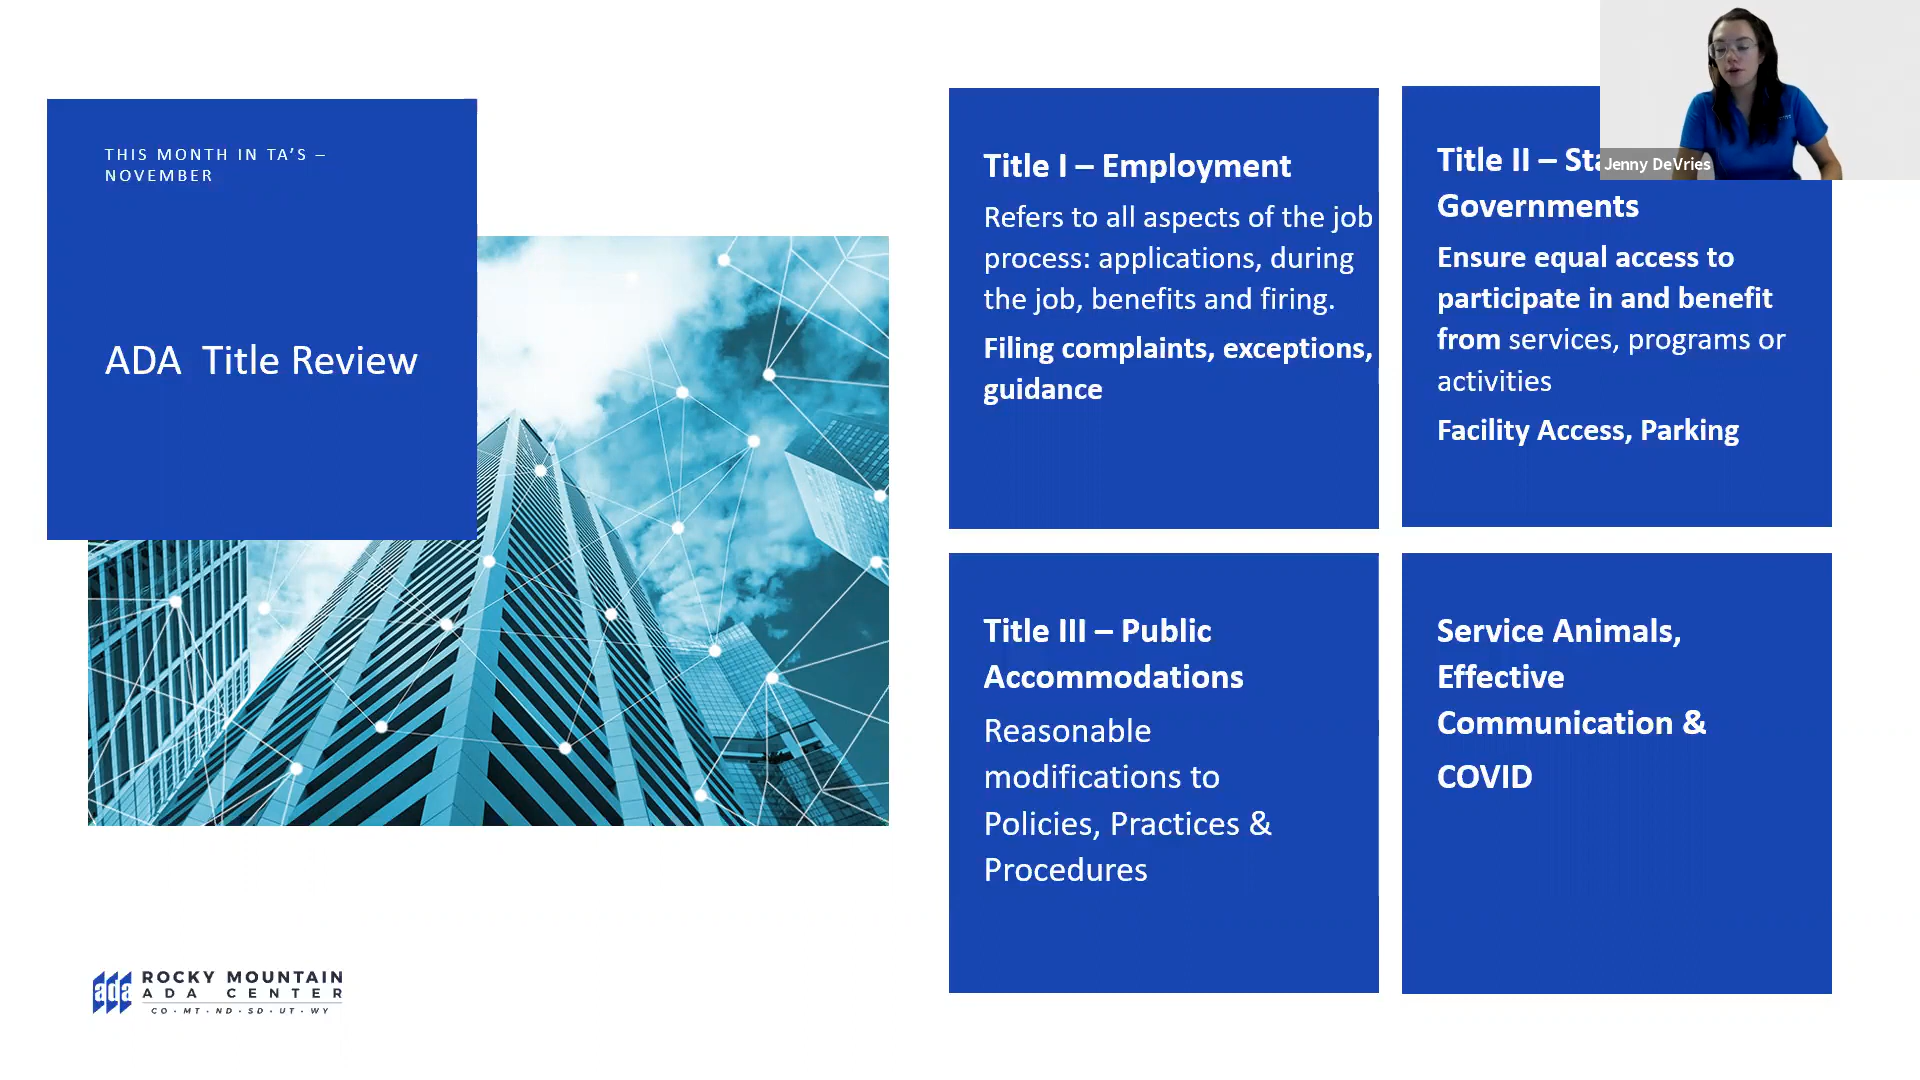 THIS MONTH IN TA’S –
NOVEMBER
ADA  Title Review
Title I – Employment
Refers to all aspects of the job
process: applications, during
the job, benefits and firing.
Filing complaints, exceptions,
guidance
Title II –
Governments
Ensure equal access to
participate in and benefit
from services, programs or
activities
Facility Access, Parking
Jenny DeVries
Title III – Public
Accommodations
Reasonable
modifications to
Policies, Practices &
Procedures
Service Animals,
Effective
Communication &
COVID
ada
ROCKY MOUNTAIN
ADA CENTER
CO · MT · ND · SD · UT · WY